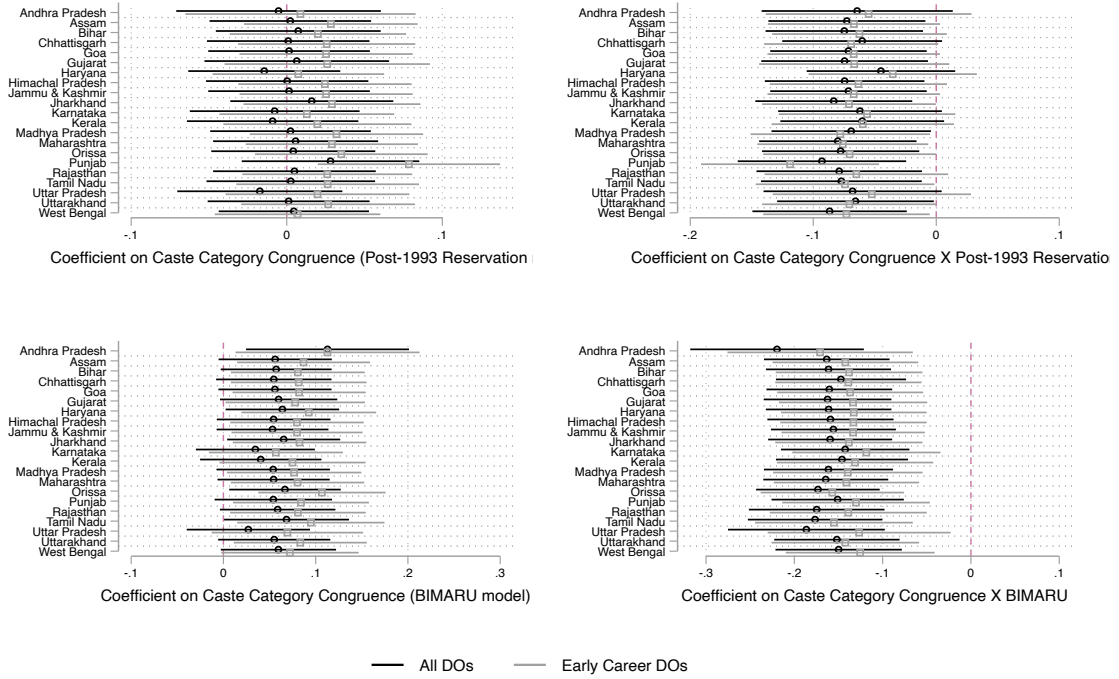 Andhra Pradesh
Assam
Bihar
Chhattisgarh
Goa
Gujarat
Haryana
Himachal Pradesh
Jammu & Kashmir
Jharkhand
Karnataka
Kerala
Madhya Pradesh
Maharashtra
Orissa
Punjab
Rajasthan
Tamil Nadu
Uttar Pradesh
Uttarakhand
West Bengal
-.1 0 .1
Coefficient on Caste Category Congruence (Post-1993 Reservation
Andhra Pradesh
Assam
Bihar
Chhattisgarh
Goa
Gujarat
Haryana
Himachal Pradesh
Jammu & Kashmir
Jharkhand
Karnataka
Kerala
Madhya Pradesh
Maharashtra
Orissa
Punjab
Rajasthan
Tamil Nadu
Uttar Pradesh
Uttarakhand
West Bengal
-.2 -.1 0 .1
Coefficient on Caste Category Congruence X Post-1993 Reservatio
Andhra Pradesh
Assam
Bihar
Chhattisgarh
Goa
Gujarat
Haryana
Himachal Pradesh
Jammu & Kashmir
Jharkhand
Karnataka
Kerala
Madhya Pradesh
Maharashtra
Orissa
Punjab
Rajasthan
Tamil Nadu
Uttar Pradesh
Uttarakhand
West Bengal
-.1 0 .1 .2 .3
Coefficient on Caste Category Congruence (BIMARU model)
Andhra Pradesh
Assam
Bihar
Chhattisgarh
Goa
Gujarat
Haryana
Himachal Pradesh
Jammu & Kashmir
Jharkhand
Karnataka
Kerala
Madhya Pradesh
Maharashtra
Orissa
Punjab
Rajasthan
Tamil Nadu
Uttar Pradesh
Uttarakhand
West Bengal
-.3 -.2 -.1 0 .1
Coefficient on Caste Category Congruence X BIMARU
All DOs Early Career DOs